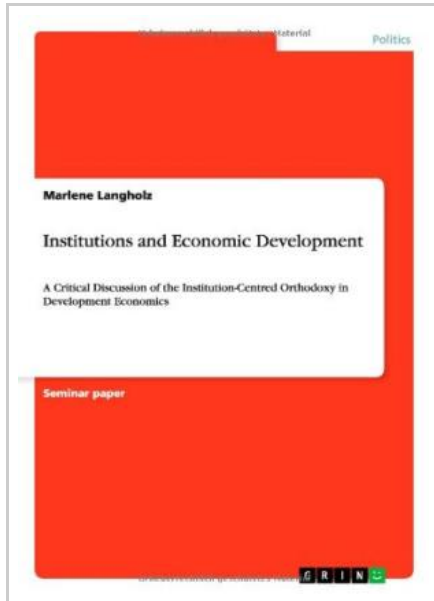 Politics
Marlene Langholz
Institutions and Economic Development
A Critical Discussion of the Institution-Centred Orthodoxy in
Development Economics
Seminar paper
GRIN